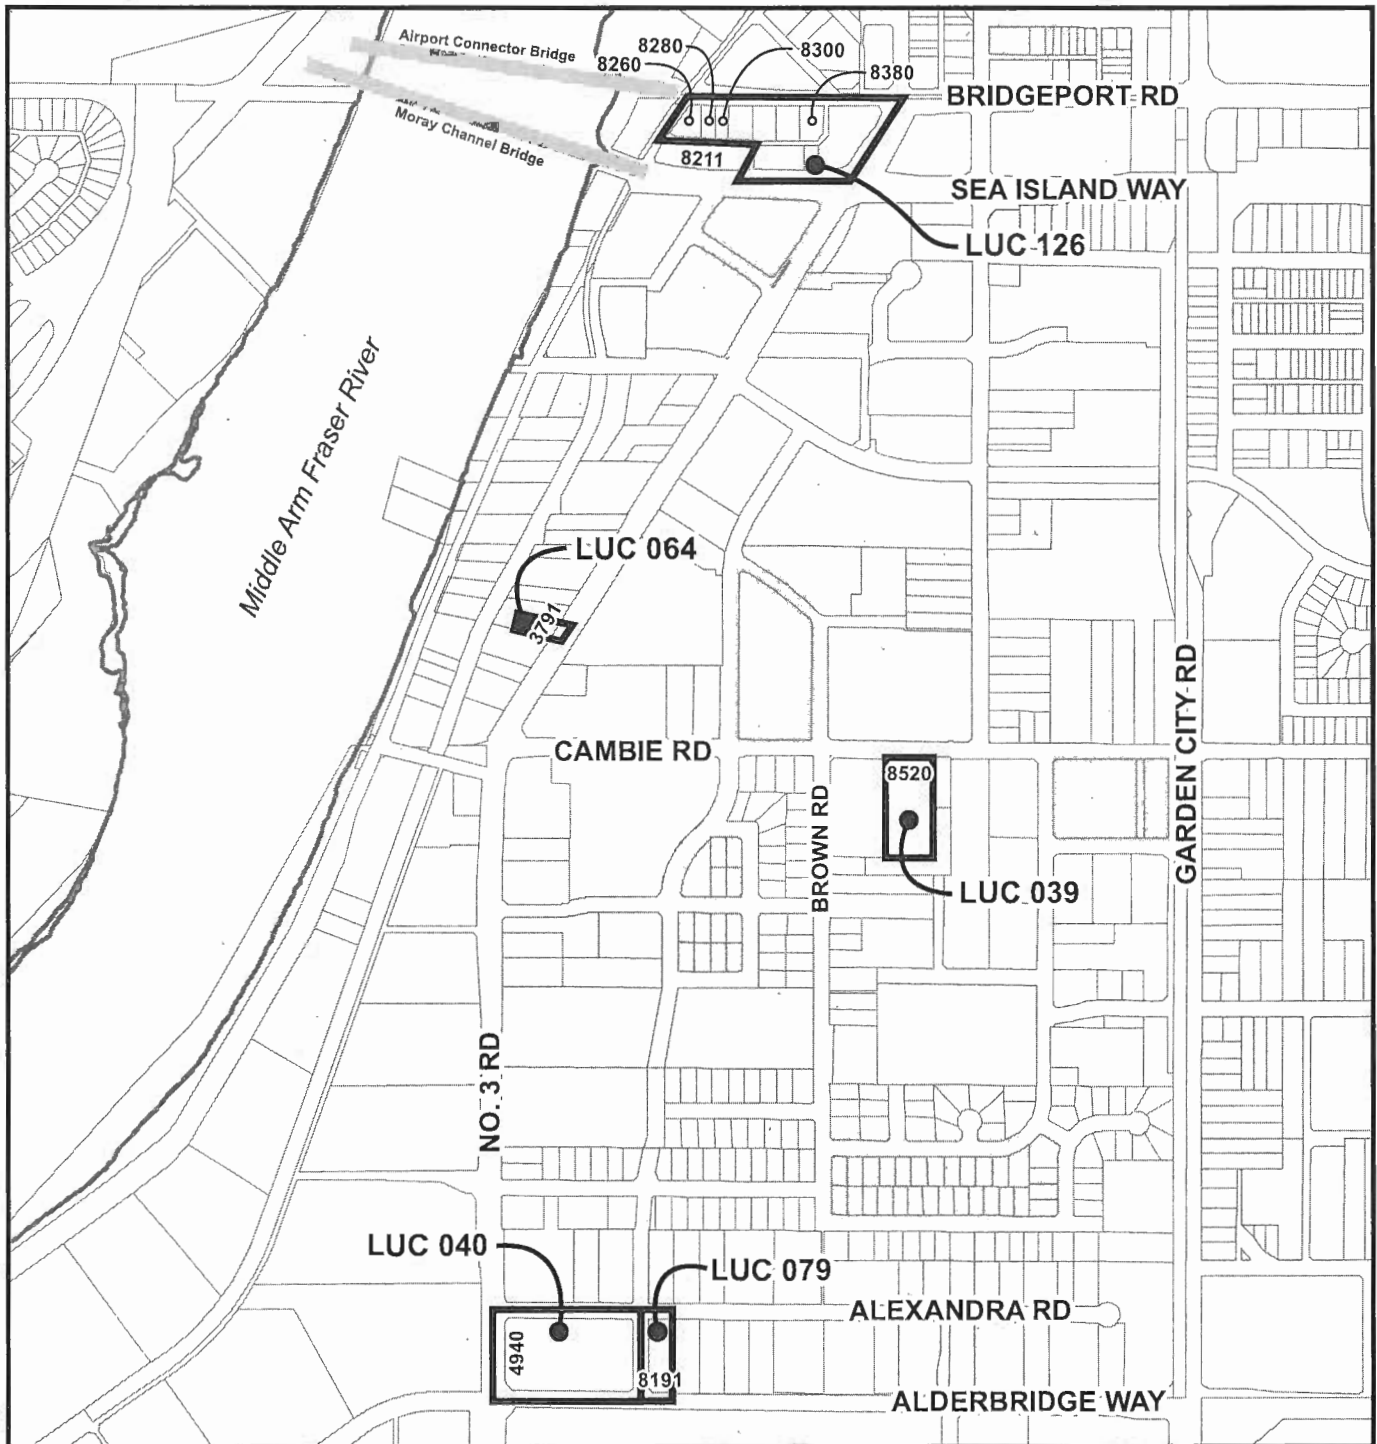 Airport Connector Bridge
8280
8300
8260
8380
BRIDGEPORT RD
Moray Channel Bridge
8211
SEA ISLAND WAY
LUC 126
Middle Arm Fraser River
LUC 064
3791
CAMBIE RD
8520
GARDEN CITY RD
BROWN RD
LUC 039
NO. 3 RD
LUC 040
LUC 079
ALEXANDRA RD
4940
8191
ALDERBRIDGE WAY